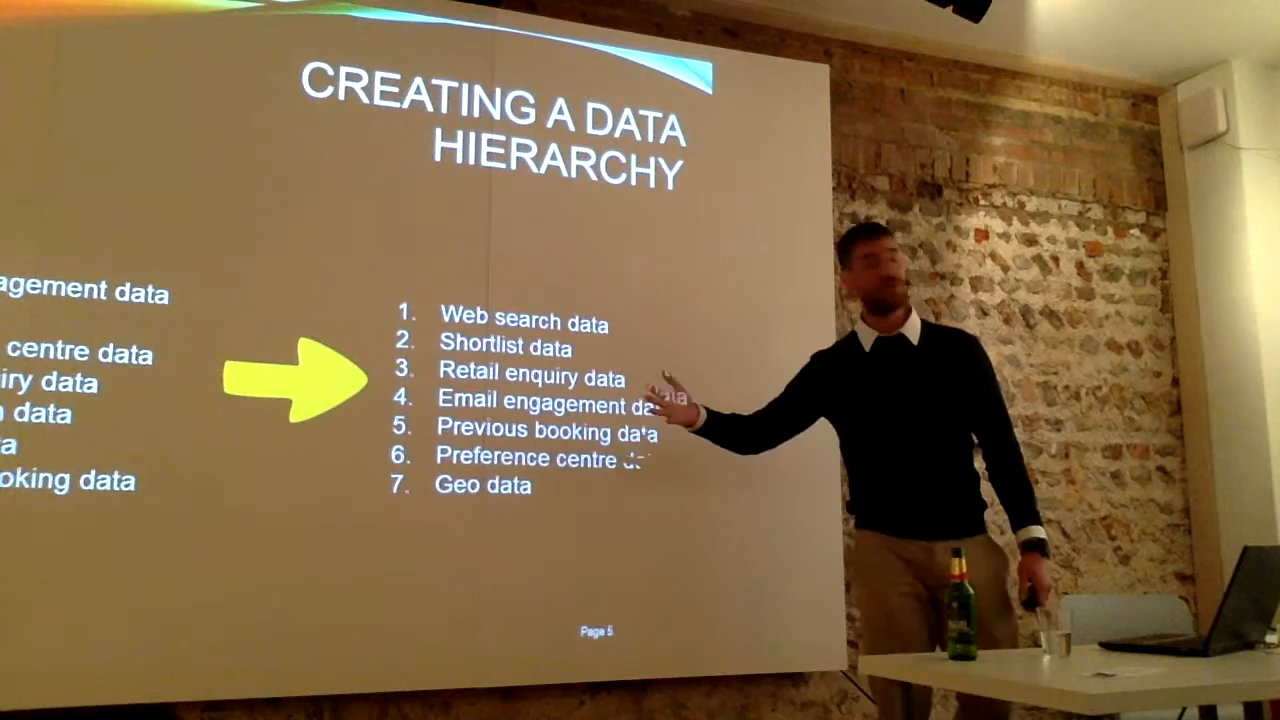 CREATING A DATA
HIERARCHY
agement data
centre data
iry data
data
a
oking data
1. Web search data
2. Shortlist data
3. Retail enquiry data
4. Email engagement data
5. Previous booking data
6. Preference centre
7. Geo data
Page 5